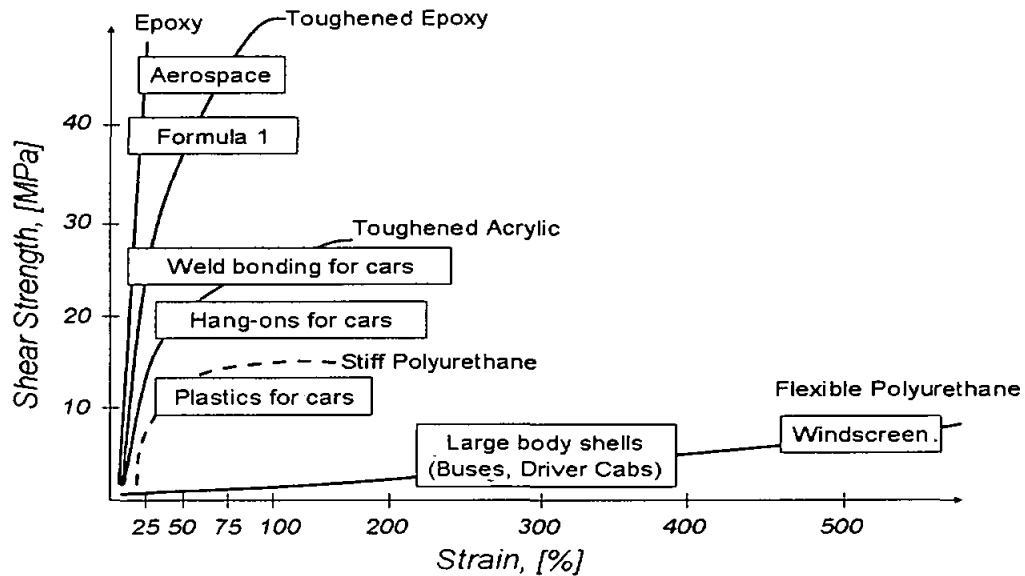 Epoxy
Toughened Epoxy
Aerospace
Formula 1
Toughened Acrylic
Weld bonding for cars
Hang-ons for cars
Stiff Polyurethane
Plastics for cars
Flexible Polyurethane
Windscreen.
Large body shells
(Buses, Driver Cabs)
Shear Strength, [MPa]
40
30
20
10
25 50 75 100 200 300 400 500
Strain, [%]